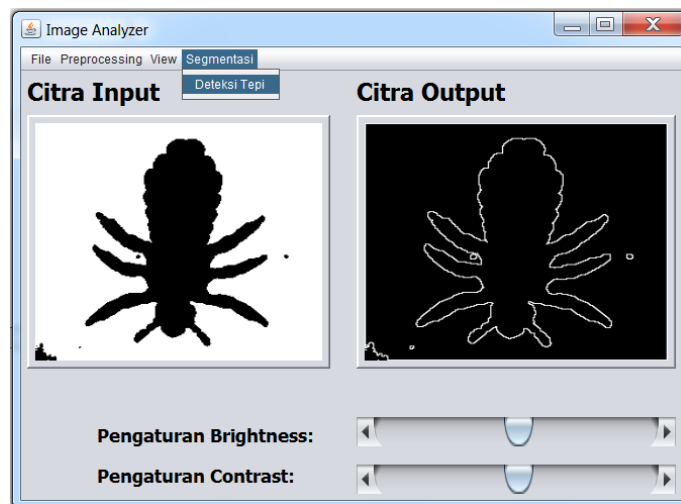 Image Analyzer
File Preprocessing View Segmentasi
Deteksi Tepi
Citra Input Citra Output
Pengaturan Brightness:
Pengaturan Contrast: